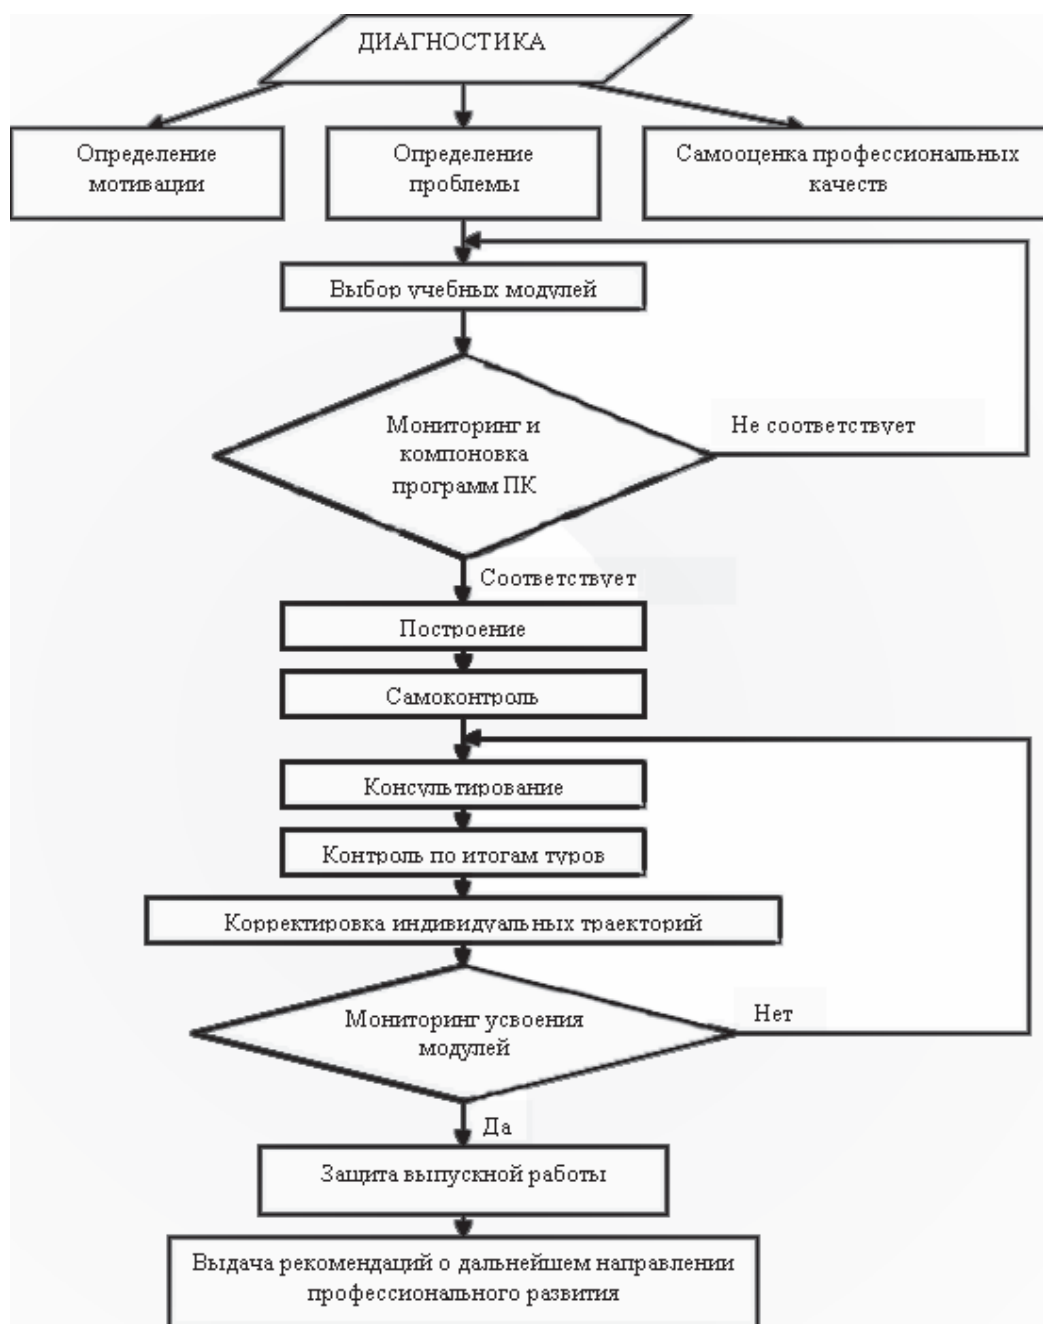 ДИАГНОСТИКА
Определение
мотивации
Определение
проблемы
Самооценка профессиональных
качеств
Выбор учебных модулей
Мониторинг и
компоновка
программ ПК
Не соответствует
Соответствует
Построение
Самоконтроль
Консультирование
Контроль по итогам туров
Корректировка индивидуальных траекторий
Мониторинг усвоения
модулей
Нет
Да
Защита выпускной работы
Выдача рекомендаций о дальнейшем направлении
профессионального развития